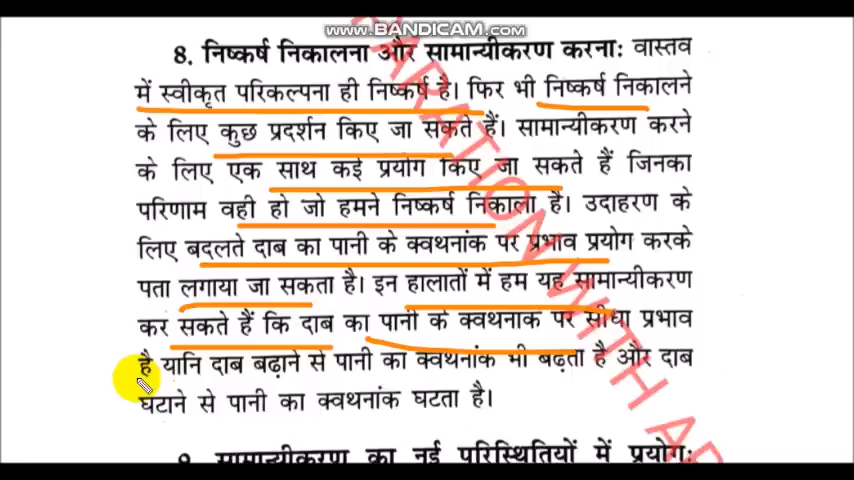 www.BANDICAM.com
8. निष्कर्ष निकालना और सामान्यीकरण करना: वास्तव
में स्वीकृत परिकल्पना ही निष्कर्ष है। फिर भी निष्कर्ष निकालने
के लिए कुछ प्रदर्शन किए जा सकते हैं। सामान्यीकरण करने
के लिए एक साथ कई प्रयोग किए जा सकते हैं जिनका
परिणाम वही हो जो हमने निष्कर्ष निकाला है। उदाहरण के
लिए बदलते दाब का पानी के क्वथनांक पर प्रभाव प्रयोग करके
पता लगाया जा सकता है। इन हालातों में हम यह सामान्यीकरण
कर सकते हैं कि दाब का पानी के क्वथनांक पर सीधा प्रभाव
है यानि दाब बढ़ाने से पानी का क्वथनांक भी बढ़ता है और दाब
घटाने से पानी का क्वथनांक घटता है।
9. सामान्यीकरण का नई परिस्थितियों में प्रयोग:
PARATION WITH AR